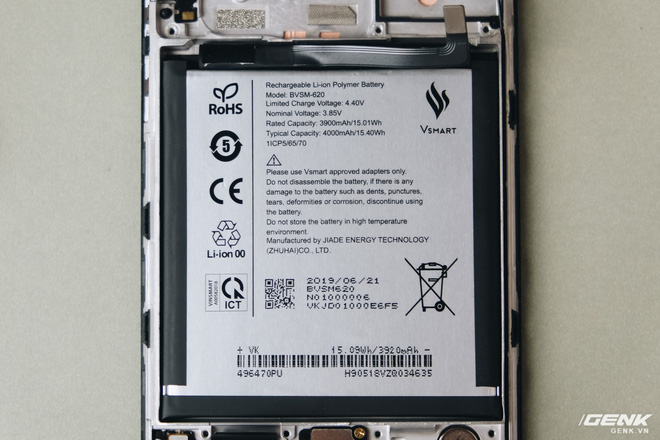 RoHS
5
CE
Li-ion 00
VINSMART
A0052019
ICT
Rechargeable Li-ion Polymer Battery
Model: BVSM-620
Limited Charge Voltage: 4.40V
Nominal Voltage: 3.85V
Rated Capacity: 3900mAh/15.01Wh
Typical Capacity: 4000mAh/15.40Wh
1ICP5/65/70
VSMART
Please use Vsmart approved adapters only.
Do not disassemble the battery, if there is any
damage to the battery such as dents, punctures,
tears, deformities or corrosion, discontinue using
the battery.
Do not store the battery in high temperature
environment.
Manufactured by JIADE ENERGY TECHNOLOGY
(ZHUHAI)CO., LTD.
2019/06/21
BVSM620
N01000006
VKJD01000E6F5
+ VK 15.09Wh/3920mAh -
496470PU H90518VZQ034635
GENK
GENK.VN